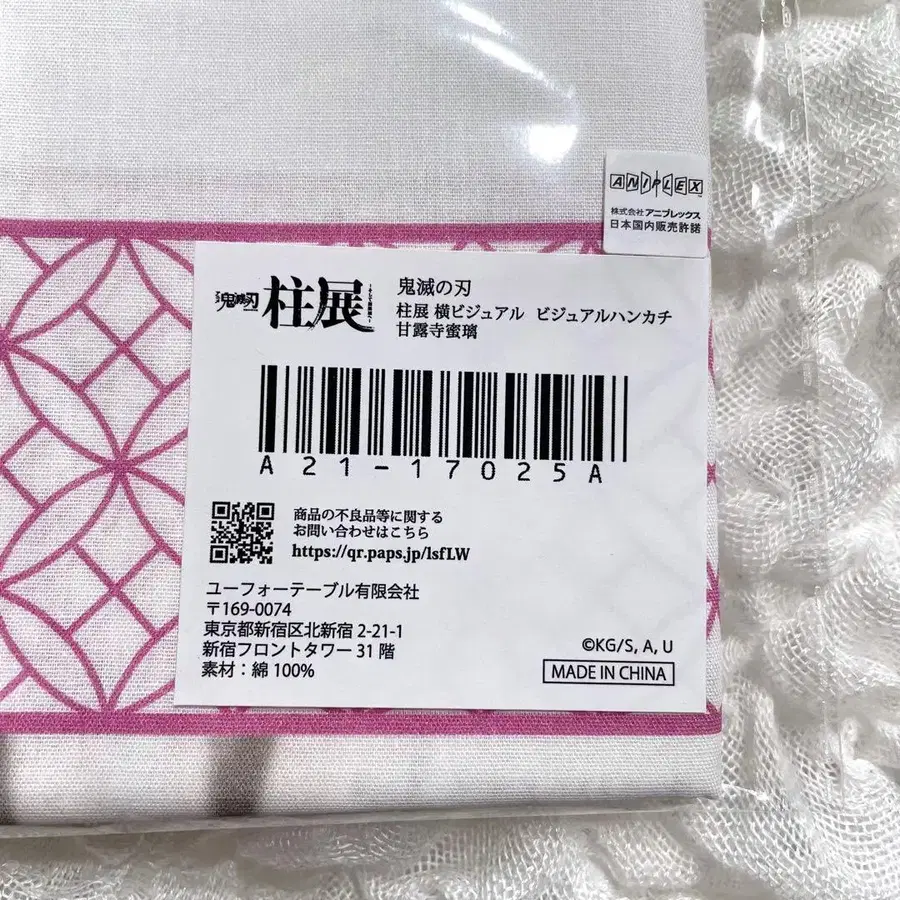 ANIPLEX
株式会社アニプレックス
日本国内販売許諾
鬼滅の刃
柱展
鬼滅の刃
柱展 横ビジュアル ビジュアルハンカチ
甘露寺蜜璃
A21-17025A
商品の不良品等に関する
お問い合わせはこちら
https://qr.paps.jp/lsfLW
ユーフォーテーブル有限会社
〒169-0074
東京都新宿区北新宿 2-21-1
新宿フロントタワー 31 階
素材：綿 100%
©KG/S, A, U
MADE IN CHINA